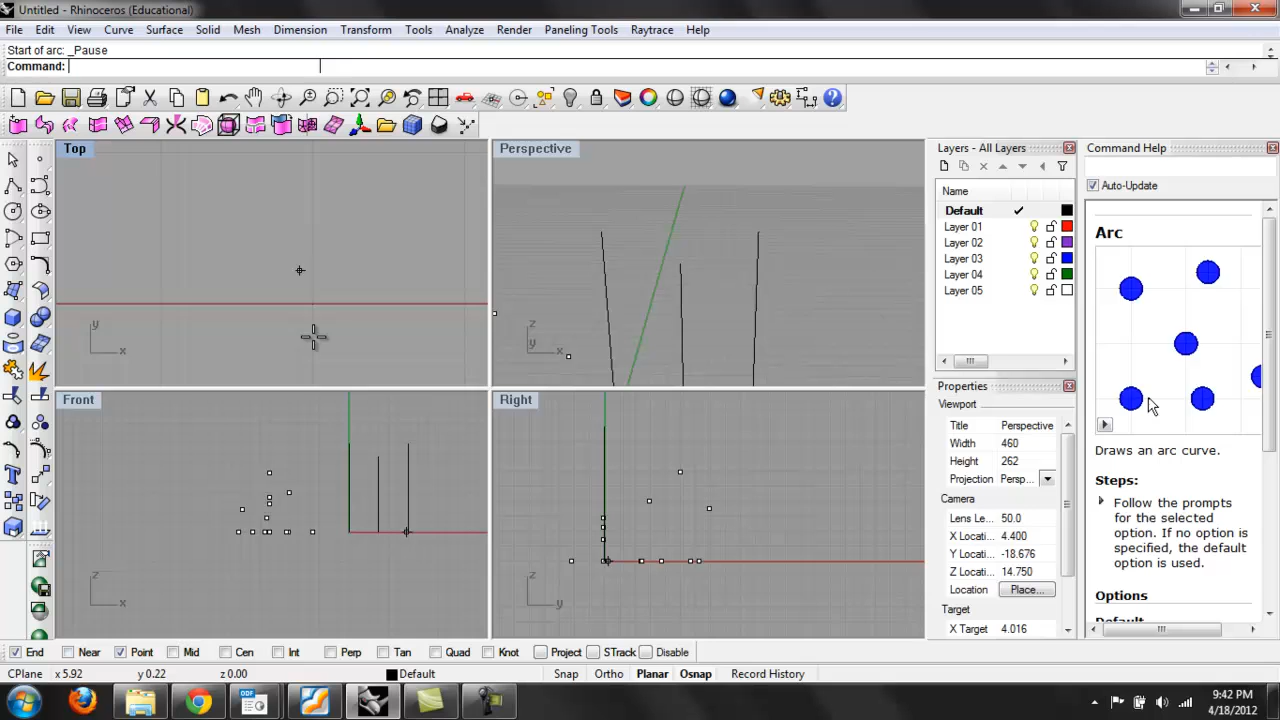 Untitled - Rhinoceros (Educational)
File Edit View Curve Surface Solid Mesh Dimension Transform Tools Analyze Render Paneling Tools Raytrace Help
Start of arc: _Pause
Command:
Top
Perspective
Layers - All Layers
Command Help
Auto-Update
Name
Default
Layer 01
Layer 02
Layer 03
Layer 04
Layer 05
Arc
y
x
z
y
x
Front
Right
Properties
Viewport
Title Perspective
Width 460
Height 262
Projection Persp...
Camera
Lens Le... 50.0
X Locati... 4.400
Y Locati... -18.676
Z Locati... 14.750
Location Place...
Target
X Target 4.016
Draws an arc curve.
Steps:
Follow the prompts
for the selected
option. If no option is
specified, the default
option is used.
Options
z
x
z
y
End Near Point Mid Cen Int Perp Tan Quad Knot Project STrack Disable
CPlane x 5.92 y 0.22 z 0.00 Default Snap Ortho Planar Osnap Record History
ODF
9:42 PM
4/18/2012